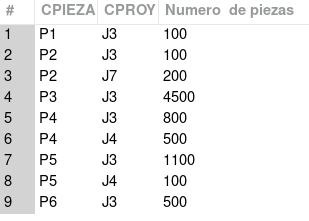 # CPIEZA CPROY Numero de piezas
1 P1 J3 100
2 P2 J3 100
3 P2 J7 200
4 P3 J3 4500
5 P4 J3 800
6 P4 J4 500
7 P5 J3 1100
8 P5 J4 100
9 P6 J3 500